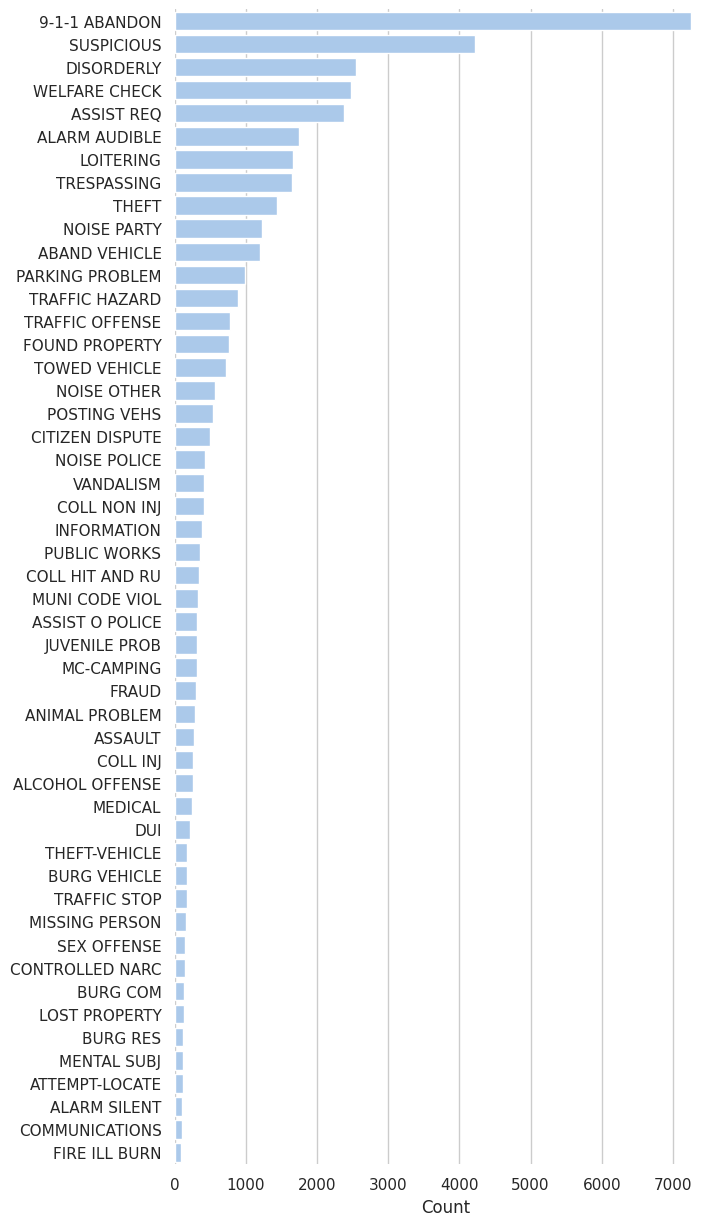 9-1-1 ABANDON
SUSPICIOUS
DISORDERLY
WELFARE CHECK
ASSIST REQ
ALARM AUDIBLE
LOITERING
TRESPASSING
THEFT
NOISE PARTY
ABAND VEHICLE
PARKING PROBLEM
TRAFFIC HAZARD
TRAFFIC OFFENSE
FOUND PROPERTY
TOWED VEHICLE
NOISE OTHER
POSTING VEHS
CITIZEN DISPUTE
NOISE POLICE
VANDALISM
COLL NON INJ
INFORMATION
PUBLIC WORKS
COLL HIT AND RU
MUNI CODE VIOL
ASSIST O POLICE
JUVENILE PROB
MC-CAMPING
FRAUD
ANIMAL PROBLEM
ASSAULT
COLL INJ
ALCOHOL OFFENSE
MEDICAL
DUI
THEFT-VEHICLE
BURG VEHICLE
TRAFFIC STOP
MISSING PERSON
SEX OFFENSE
CONTROLLED NARC
BURG COM
LOST PROPERTY
BURG RES
MENTAL SUBJ
ATTEMPT-LOCATE
ALARM SILENT
COMMUNICATIONS
FIRE ILL BURN
0 1000 2000 3000 4000 5000 6000 7000
Count